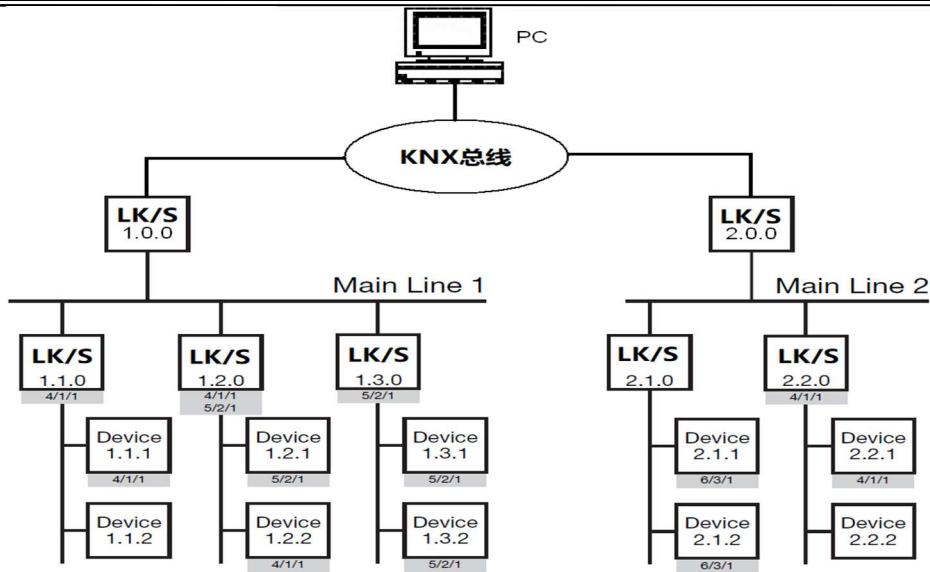 PC
KNX总线
LK/S
1.0.0
LK/S
2.0.0
Main Line 1
Main Line 2
LK/S
1.1.0
4/1/1
LK/S
1.2.0
4/1/1
5/2/1
LK/S
1.3.0
5/2/1
LK/S
2.1.0
LK/S
2.2.0
4/1/1
Device
1.1.1
4/1/1
Device
1.2.1
5/2/1
Device
1.3.1
5/2/1
Device
2.1.1
6/3/1
Device
2.2.1
4/1/1
Device
1.1.2
Device
1.2.2
4/1/1
Device
1.3.2
5/2/1
Device
2.1.2
6/3/1
Device
2.2.2